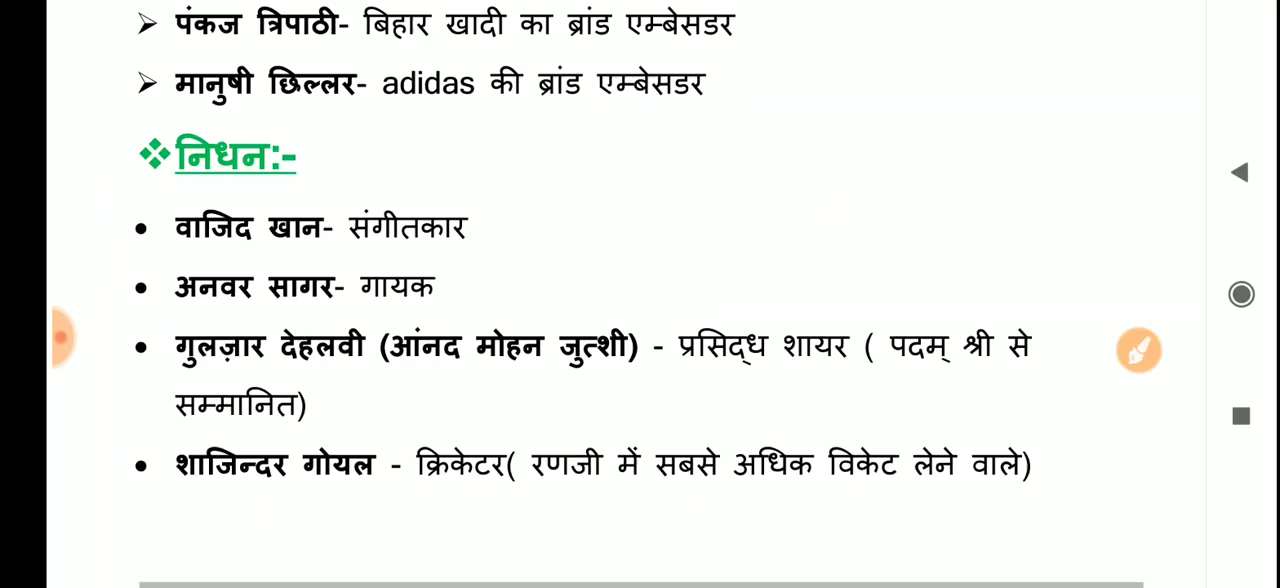 ➢ पंकज त्रिपाठी- बिहार खादी का ब्रांड एम्बेसडर
➢ मानुषी छिल्लर- adidas की ब्रांड एम्बेसडर
❖निधन:-
• वाजिद खान- संगीतकार
• अनवर सागर- गायक
• गुलज़ार देहलवी (आंनद मोहन जुत्शी) - प्रसिद्ध शायर ( पदम् श्री से
सम्मानित)
• शाजिन्दर गोयल - क्रिकेटर( रणजी में सबसे अधिक विकेट लेने वाले)